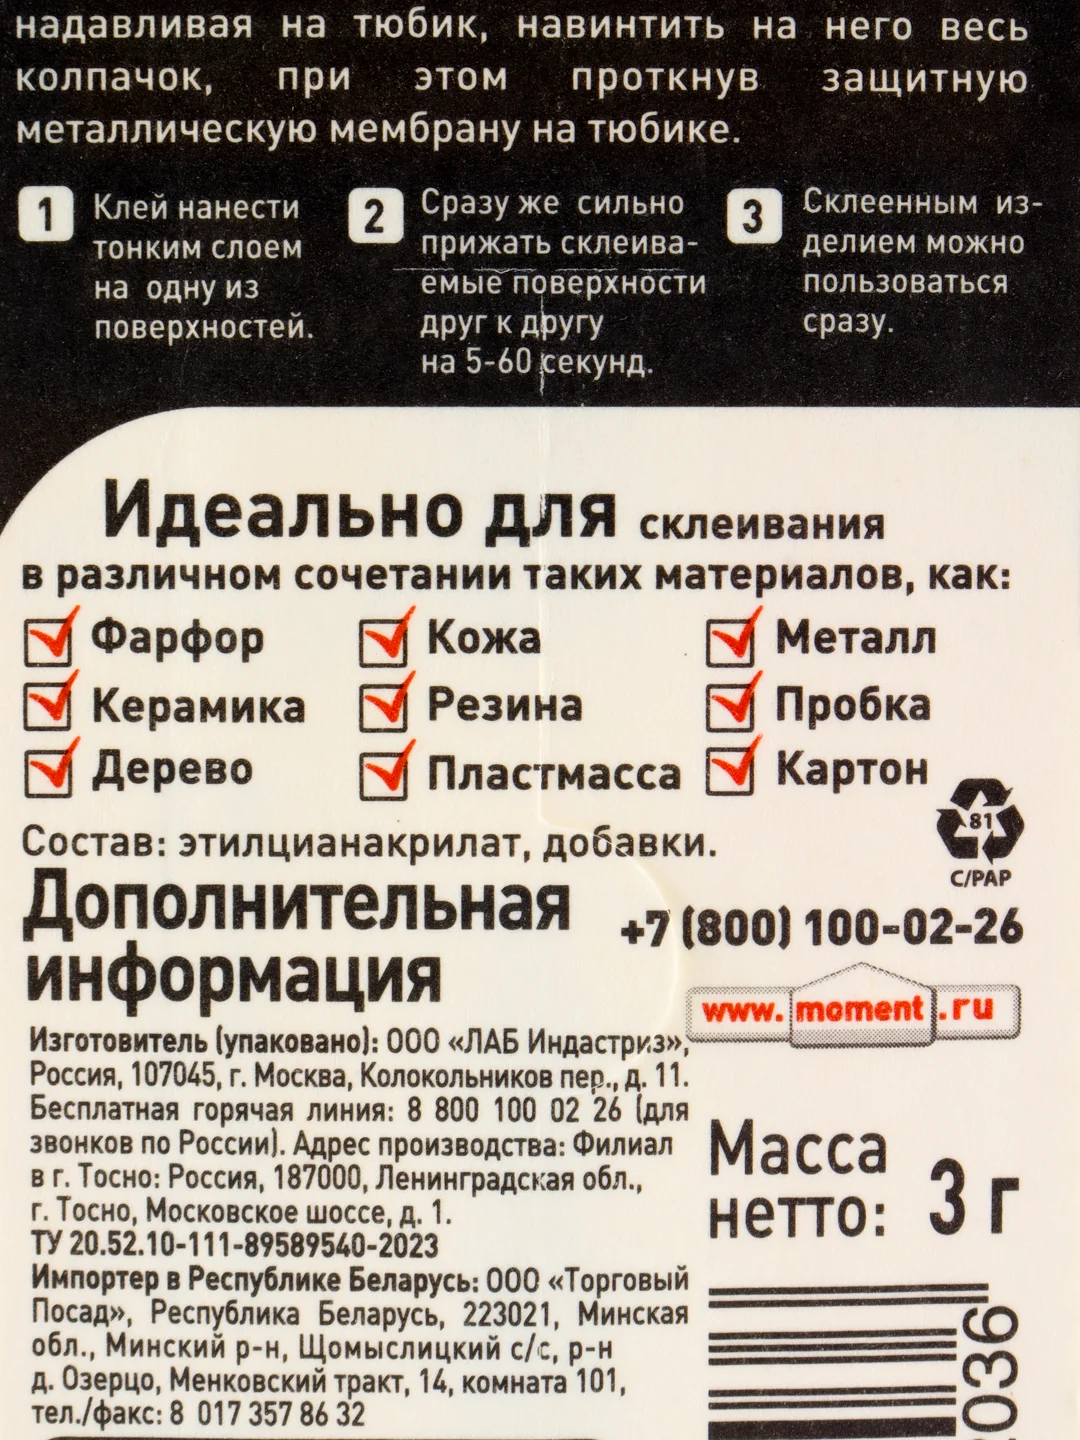 надавливая на тюбик, навинтить на него весь
колпачок, при этом проткнув защитную
металлическую мембрану на тюбике.
1
Клей нанести
тонким слоем
на одну из
поверхностей.
2
Сразу же сильно
прижать склеива-
емые поверхности
друг к другу
на 5-60 секунд.
3
Склеенным из-
делием можно
пользоваться
сразу.
Идеально для склеивания
в различном сочетании таких материалов, как:
Фарфор
Керамика
Дерево
Кожа
Резина
Пластмасса
Металл
Пробка
Картон
81
C/PAP
Состав: этилцианакрилат, добавки.
Дополнительная
информация
+7 (800) 100-02-26
www.moment.ru
Изготовитель (упаковано): ООО «ЛАБ Индастриз»,
Россия, 107045, г. Москва, Колокольников пер., д. 11.
Бесплатная горячая линия: 8 800 100 02 26 (для
звонков по России). Адрес производства: Филиал
в г. Тосно: Россия, 187000, Ленинградская обл.,
г. Тосно, Московское шоссе, д. 1.
ТУ 20.52.10-111-89589540-2023
Импортер в Республике Беларусь: ООО «Торговый
Посад», Республика Беларусь, 223021, Минская
обл., Минский р-н, Щомыслицкий с/с, р-н
д. Озерцо, Менковский тракт, 14, комната 101,
тел./факс: 8 017 357 86 32
Масса
нетто: 3 г
036